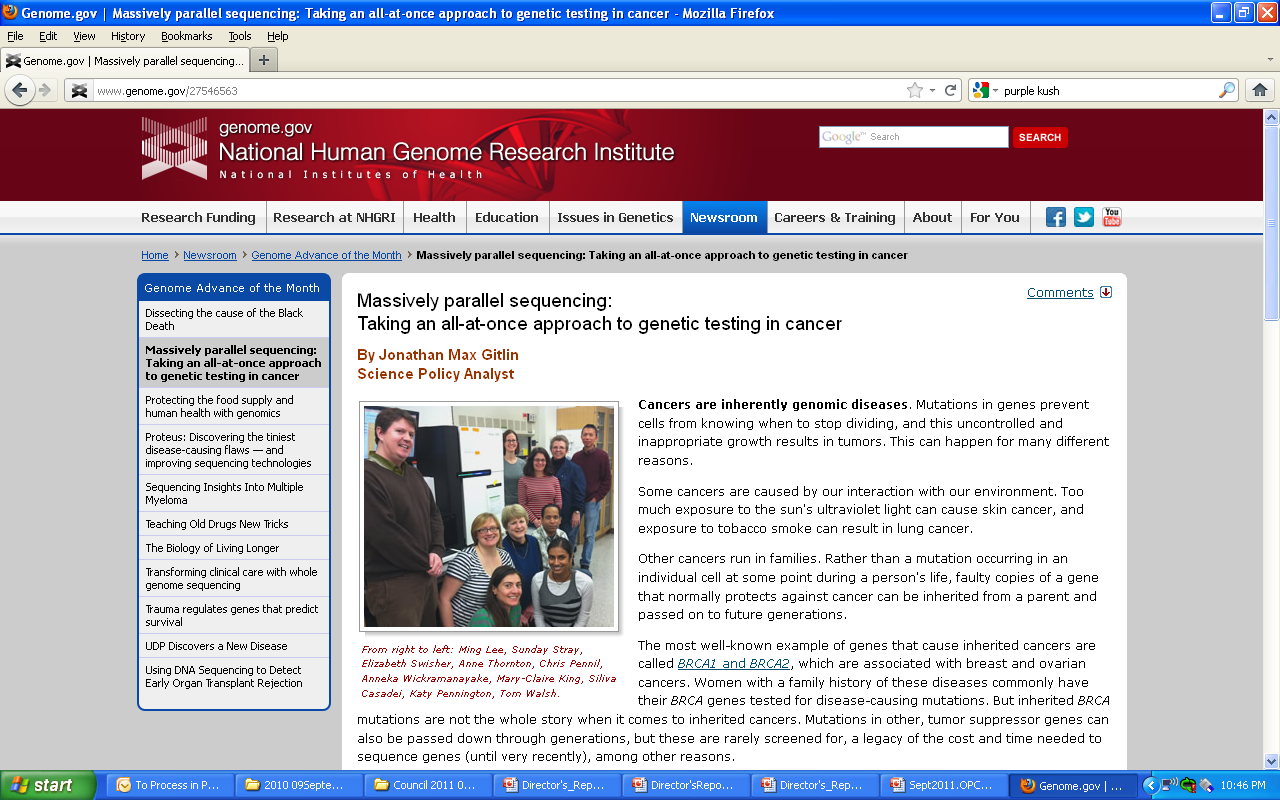 Genome.gov | Massively parallel sequencing: Taking an all-at-once approach to genetic testing in cancer - Mozilla Firefox
File Edit View History Bookmarks Tools Help
Genome.gov | Massively parallel sequencing...
www.genome.gov/27546563
purple kush
genome.gov
National Human Genome Research Institute
National Institutes of Health
Google™ Search
SEARCH
Research Funding
Research at NHGRI
Health
Education
Issues in Genetics
Newsroom
Careers & Training
About
For You
You Tube
Home > Newsroom > Genome Advance of the Month > Massively parallel sequencing: Taking an all-at-once approach to genetic testing in cancer
Genome Advance of the Month
Dissecting the cause of the Black
Death
Massively parallel sequencing:
Taking an all-at-once approach
to genetic testing in cancer
Protecting the food supply and
human health with genomics
Proteus: Discovering the tiniest
disease-causing flaws — and
improving sequencing technologies
Sequencing Insights Into Multiple
Myeloma
Teaching Old Drugs New Tricks
The Biology of Living Longer
Transforming clinical care with whole
genome sequencing
Trauma regulates genes that predict
survival
UDP Discovers a New Disease
Using DNA Sequencing to Detect
Early Organ Transplant Rejection
Comments
Massively parallel sequencing:
Taking an all-at-once approach to genetic testing in cancer
By Jonathan Max Gitlin
Science Policy Analyst
From right to left: Ming Lee, Sunday Stray,
Elizabeth Swisher, Anne Thornton, Chris Pennil,
Anneka Wickramanayake, Mary-Claire King, Siliva
Casadei, Katy Pennington, Tom Walsh.
Cancers are inherently genomic diseases. Mutations in genes prevent
cells from knowing when to stop dividing, and this uncontrolled and
inappropriate growth results in tumors. This can happen for many different
reasons.
Some cancers are caused by our interaction with our environment. Too
much exposure to the sun's ultraviolet light can cause skin cancer, and
exposure to tobacco smoke can result in lung cancer.
Other cancers run in families. Rather than a mutation occurring in an
individual cell at some point during a person's life, faulty copies of a gene
that normally protects against cancer can be inherited from a parent and
passed on to future generations.
The most well-known example of genes that cause inherited cancers are
called BRCA1 and BRCA2, which are associated with breast and ovarian
cancers. Women with a family history of these diseases commonly have
their BRCA genes tested for disease-causing mutations. But inherited BRCA
mutations are not the whole story when it comes to inherited cancers. Mutations in other, tumor suppressor genes can
also be passed down through generations, but these are rarely screened for, a legacy of the cost and time needed to
sequence genes (until very recently), among other reasons.
start
To Process in P...
2010 09Septe...
Council 2011 0...
Director's_Rep...
Director'sRepo...
Director's_Rep...
Sept2011.OPC...
Genome.gov | ...
10:46 PM